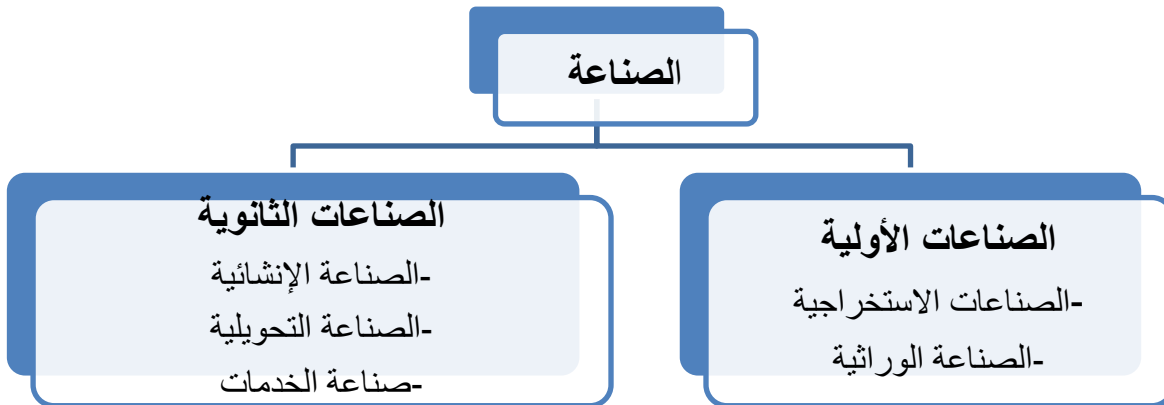 الصناعة
الصناعات الأولية
-الصناعات الاستخراجية
-الصناعة الوراثية
الصناعات الثانوية
-الصناعة الإنشائية
-الصناعة التحويلية
-صناعة الخدمات